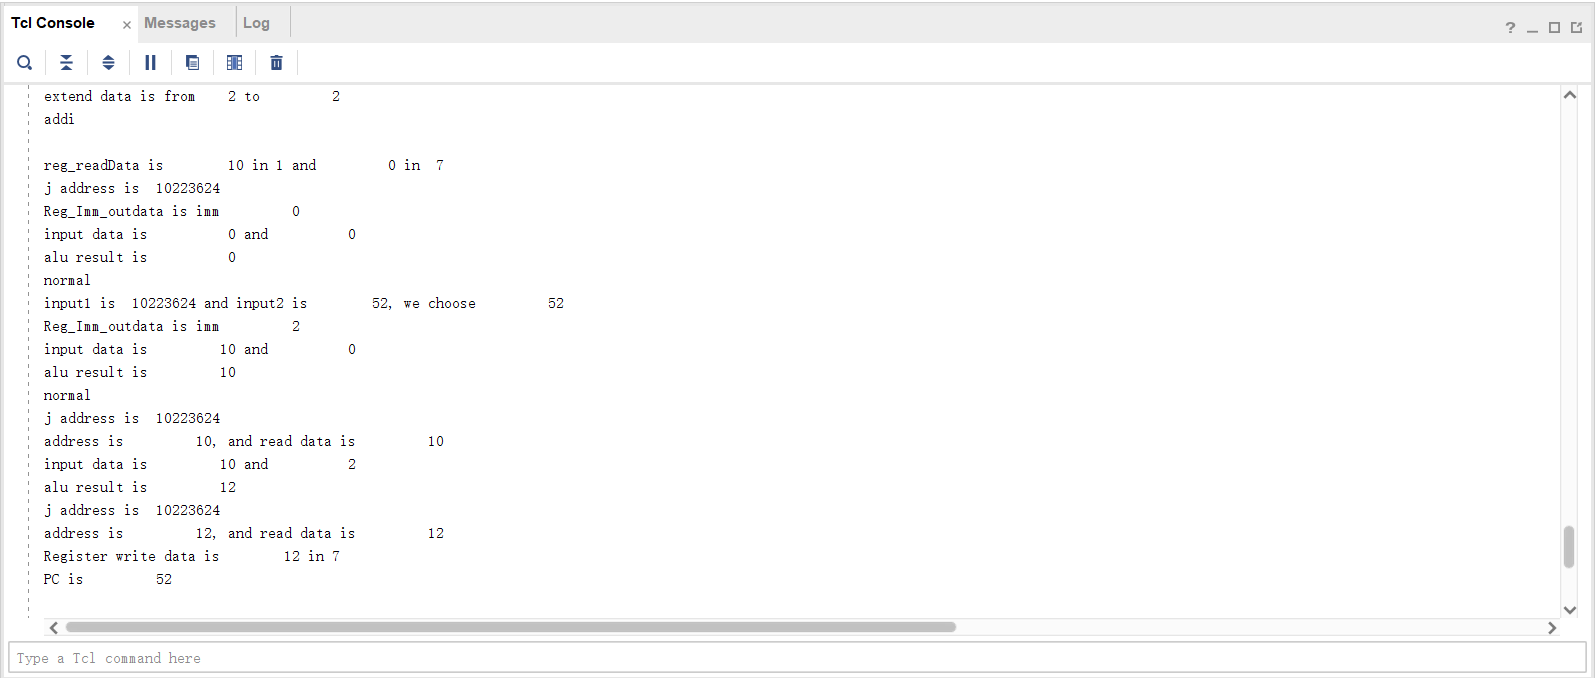 Tcl Console × Messages Log ?
extend data is from    2 to         2
addi
reg_readData is        10 in 1 and         0 in  7
j address is  10223624
Reg_Imm_outdata is imm         0
input data is          0 and          0
alu result is          0
normal
input1 is  10223624 and input2 is        52, we choose         52
Reg_Imm_outdata is imm         2
input data is         10 and          0
alu result is         10
normal
j address is  10223624
address is         10, and read data is         10
input data is         10 and          2
alu result is         12
j address is  10223624
address is         12, and read data is         12
Register write data is        12 in 7
PC is         52
Type a Tcl command here